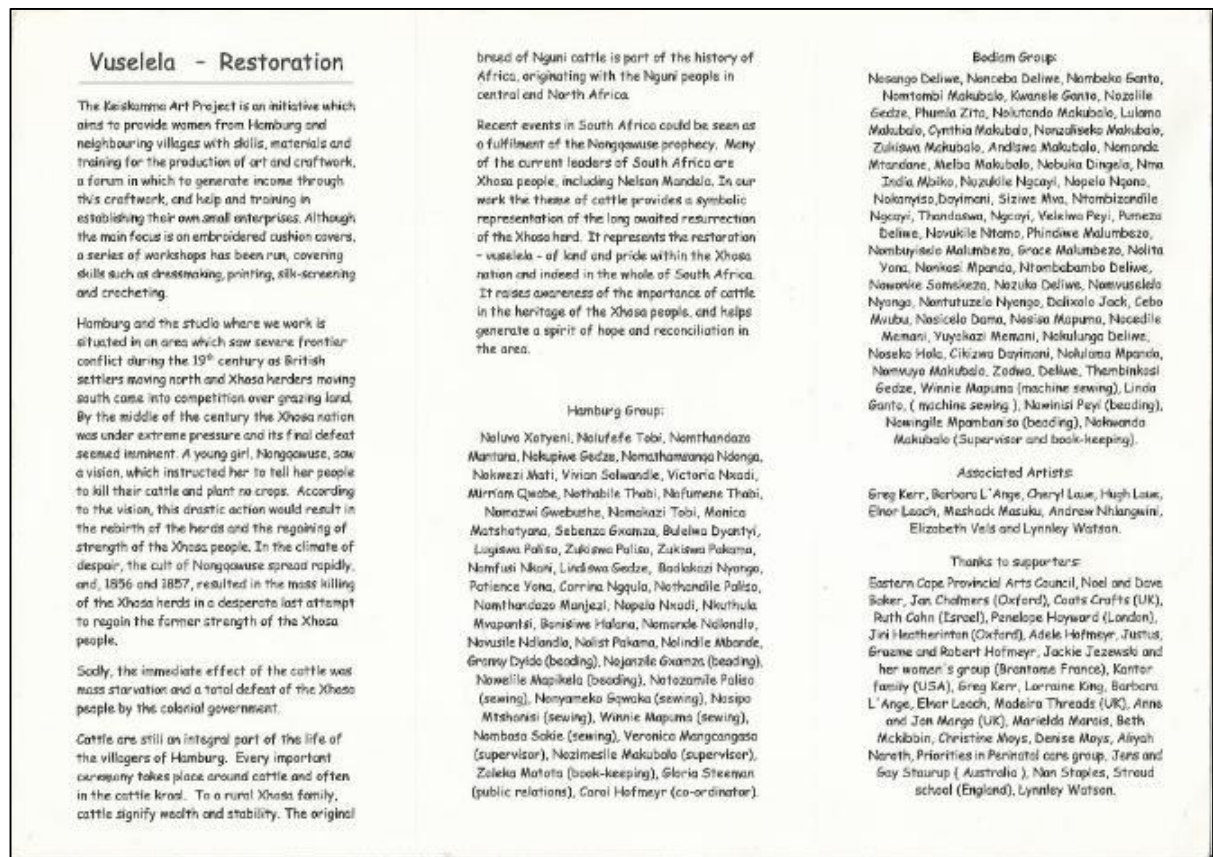 Vuselela - Restoration
The Keiskamma Art Project is an initiative which
aims to provide women from Hamburg and
neighbouring villages with skills, materials and
training for the production of art and craftwork,
a forum in which to generate income through
this craftwork, and help and training in
establishing their own small enterprises. Although
the main focus is on embroidered cushion covers,
a series of workshops has been run, covering
skills such as dressmaking, printing, silk-screening
and crocheting.
Hamburg and the studio where we work is
situated in an area which saw severe frontier
conflict during the 19th century as British
settlers moving north and Xhosa herders moving
south came into competition over grazing land.
By the middle of the century the Xhosa nation
was under extreme pressure and its final defeat
seemed imminent. A young girl, Nongqawuse, saw
a vision, which instructed her to tell her people
to kill their cattle and plant no crops. According
to the vision, this drastic action would result in
the rebirth of the herds and the regaining of
strength of the Xhosa people. In the climate of
despair, the cult of Nongqawuse spread rapidly,
and, 1856 and 1857, resulted in the mass killing
of the Xhosa herds in a desperate last attempt
to regain the former strength of the Xhosa
people.
Sadly, the immediate effect of the cattle was
mass starvation and a total defeat of the Xhosa
people by the colonial government.
Cattle are still an integral part of the life of
the villagers of Hamburg. Every important
ceremony takes place around cattle and often
in the cattle kraal. To a rural Xhosa family,
cattle signify wealth and stability. The original
breed of Nguni cattle is part of the history of
Africa, originating with the Nguni people in
central and North Africa.
Recent events in South Africa could be seen as
a fulfilment of the Nongqawuse prophecy. Many
of the current leaders of South Africa are
Xhosa people, including Nelson Mandela. In our
work the theme of cattle provides a symbolic
representation of the long awaited resurrection
of the Xhosa herd. It represents the restoration
- vuselela - of land and pride within the Xhosa
nation and indeed in the whole of South Africa.
It raises awareness of the importance of cattle
in the heritage of the Xhosa people, and helps
generate a spirit of hope and reconciliation in
the area.
Hamburg Group:
Noluvo Xotyeni, Nolufefe Tobi, Nomthandazo
Mantara, Nokupiwe Gedze, Nomathamsanqa Ndonga,
Nokwezi Mati, Vivian Solwandle, Victoria Nxadi,
Mirriam Qwabe, Nothabile Thabi, Nofumene Thabi,
Nomazwi Gwebushe, Nomakazi Tobi, Monica
Matshotyana, Sebenzo Gxamza, Bulelwa Dyantyi,
Lugiswa Paliso, Zukiswa Paliso, Zukiswa Pakama,
Nomfusi Nkani, Lindiswa Gedze, Badlakazi Nyongo,
Patience Yona, Corrina Ngqula, Nothandile Paliso,
Nomthandazo Manjezi, Nopelo Nxadi, Nkuthula
Mvapantsi, Bonisiwe Halana, Nomonde Ndlondlo,
Novusile Ndlandlo, Nolist Pakama, Nolindile Mbande,
Granny Dyido (beading), Nojanzile Gxamza (beading),
Nowelile Mapikela (beading), Notozamile Paliso
(sewing), Nonyameko Gqwaka (sewing), Nosipo
Mtshonisi (sewing), Winnie Mapuma (sewing),
Nombasa Sokie (sewing), Veronica Mangcangaza
(supervisor), Nozimesile Makubalo (supervisor),
Zoleka Matota (book-keeping), Gloria Steeman
(public relations), Carol Hofmeyr (co-ordinator).
Bodiam Group:
Nosango Deliwe, Nonceba Deliwe, Nombeko Ganto,
Nomtombi Makubalo, Kwanele Ganto, Nozolile
Gedze, Phumla Zita, Nolutando Makubalo, Lulama
Makubalo, Cynthia Makubalo, Nonzaliseko Makubalo,
Zukiswa Makubalo, Andiswa Makubalo, Nomonde
Mtandane, Melba Makubalo, Nobuka Dingela, Nma
India Mbiko, Nozukile Ngcayi, Nopelo Ngono,
Nokanyiso,Dayimani, Siziwe Mva, Ntombizandile
Ngcayi, Thandaswa, Ngcayi, Velelwa Peyi, Pumeza
Deliwe, Novukile Ntamo, Phindiwe Malumbezo,
Nombuyiselo Malumbezo, Grace Malumbezo, Nolita
Yona, Nonkosi Mpanda, Ntombabambo Deliwe,
Nowonke Somekeza, Nozuko Deliwe, Nomvuselelo
Nyongo, Nontutuzelo Nyongo, Dalixolo Jack, Cebo
Mvubu, Nosicelo Dama, Nosisa Mapuma, Nocedile
Memani, Vuyokazi Memani, Nokulunga Deliwe,
Noseko Hola, Cikizwa Dayimani, Nolulama Mpanda,
Nomvuyo Makubalo, Zodwa, Deliwe, Thembinkosi
Gedze, Winnie Mapuma (machine sewing), Linda
Ganto, ( machine sewing ), Nowinisi Peyi (beading),
Nowingile Mpambaniso (beading), Nokwanda
Makubalo (Supervisor and book-keeping).
Associated Artists:
Greg Kerr, Barbara L'Ange, Cheryl Laue, Hugh Laue,
Elnor Leach, Meshack Masuku, Andrew Nhlangwini,
Elizabeth Vels and Lynnley Watson.
Thanks to supporters:
Eastern Cape Provincial Arts Council, Noel and Dave
Baker, Jan Chalmers (Oxford), Coats Crafts (UK),
Ruth Cohn (Israel), Penelope Hayward (London),
Jini Heatherinton (Oxford), Adele Hofmeyr, Justus,
Graeme and Robert Hofmeyr, Jackie Jezewski and
her women's group (Brantome France), Kantor
family (USA), Greg Kerr, Lorraine King, Barbara
L'Ange, Elnor Leach, Madeira Threads (UK), Anne
and Jon Marga (UK), Marielda Marais, Beth
Mckibbin, Christine Moys, Denise Moys, Aliyah
Noroth, Priorities in Perinatal care group, Jens and
Gay Staurup ( Australia ), Nan Staples, Stroud
school (England), Lynnley Watson.